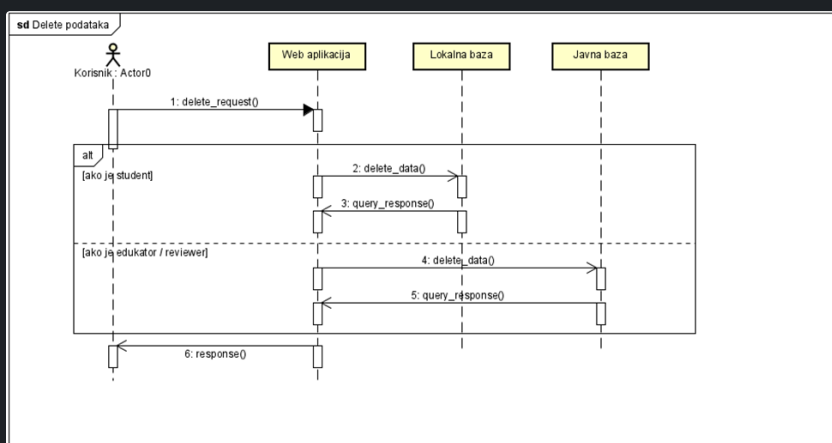 sd Delete podataka
Korisnik : Actor0
Web aplikacija
Lokalna baza
Javna baza
1: delete_request()
alt
[ako je student]
2: delete_data()
3: query_response()
[ako je edukator / reviewer]
4: delete_data()
5: query_response()
6: response()